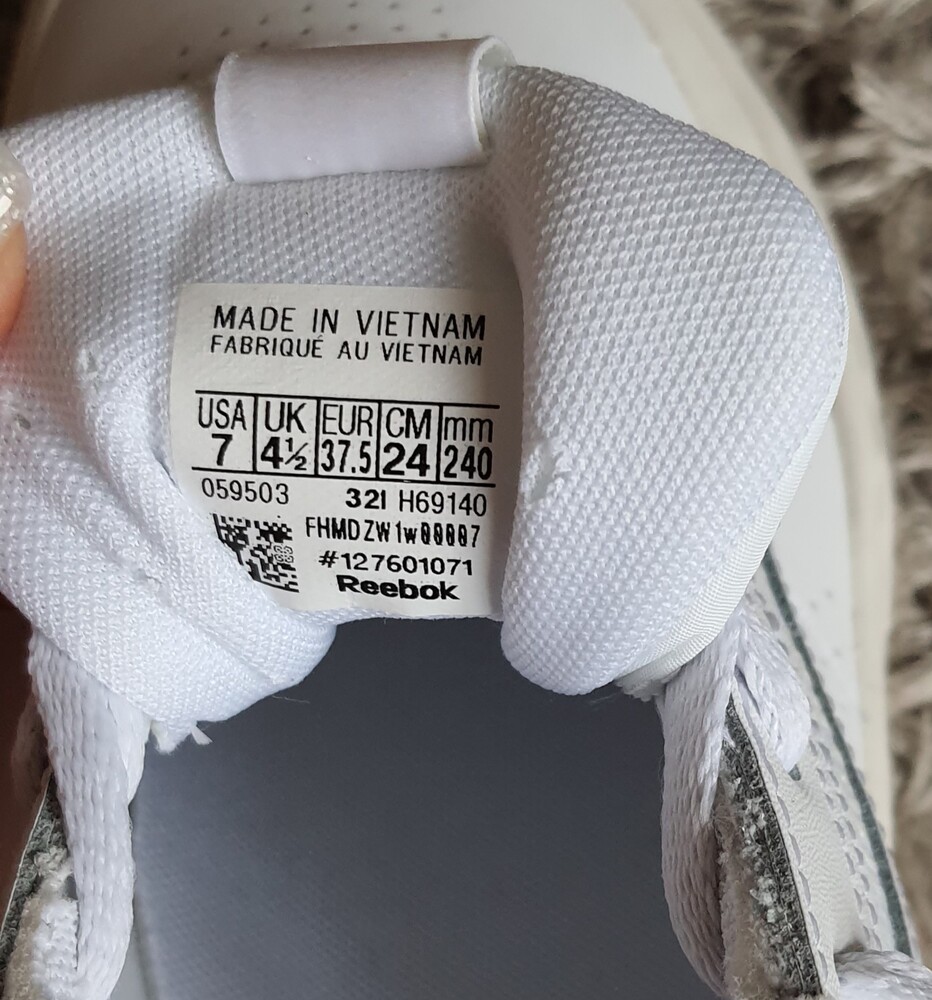 MADE IN VIETNAM
FABRIQUÉ AU VIETNAM
USA UK EUR CM mm
7 4½ 37.5 24 240
059503 32I H69140
FHMDZW1w00007
#127601071
Reebok